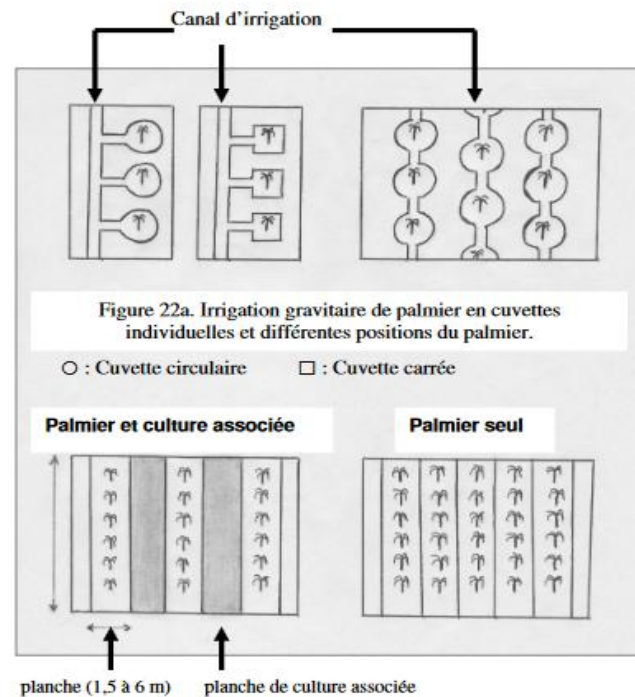 Canal d’irrigation
Figure 22a. Irrigation gravitaire de palmier en cuvettes
individuelles et différentes positions du palmier.
○ : Cuvette circulaire □ : Cuvette carrée
Palmier et culture associée
Palmier seul
planche (1,5 à 6 m)
planche de culture associée